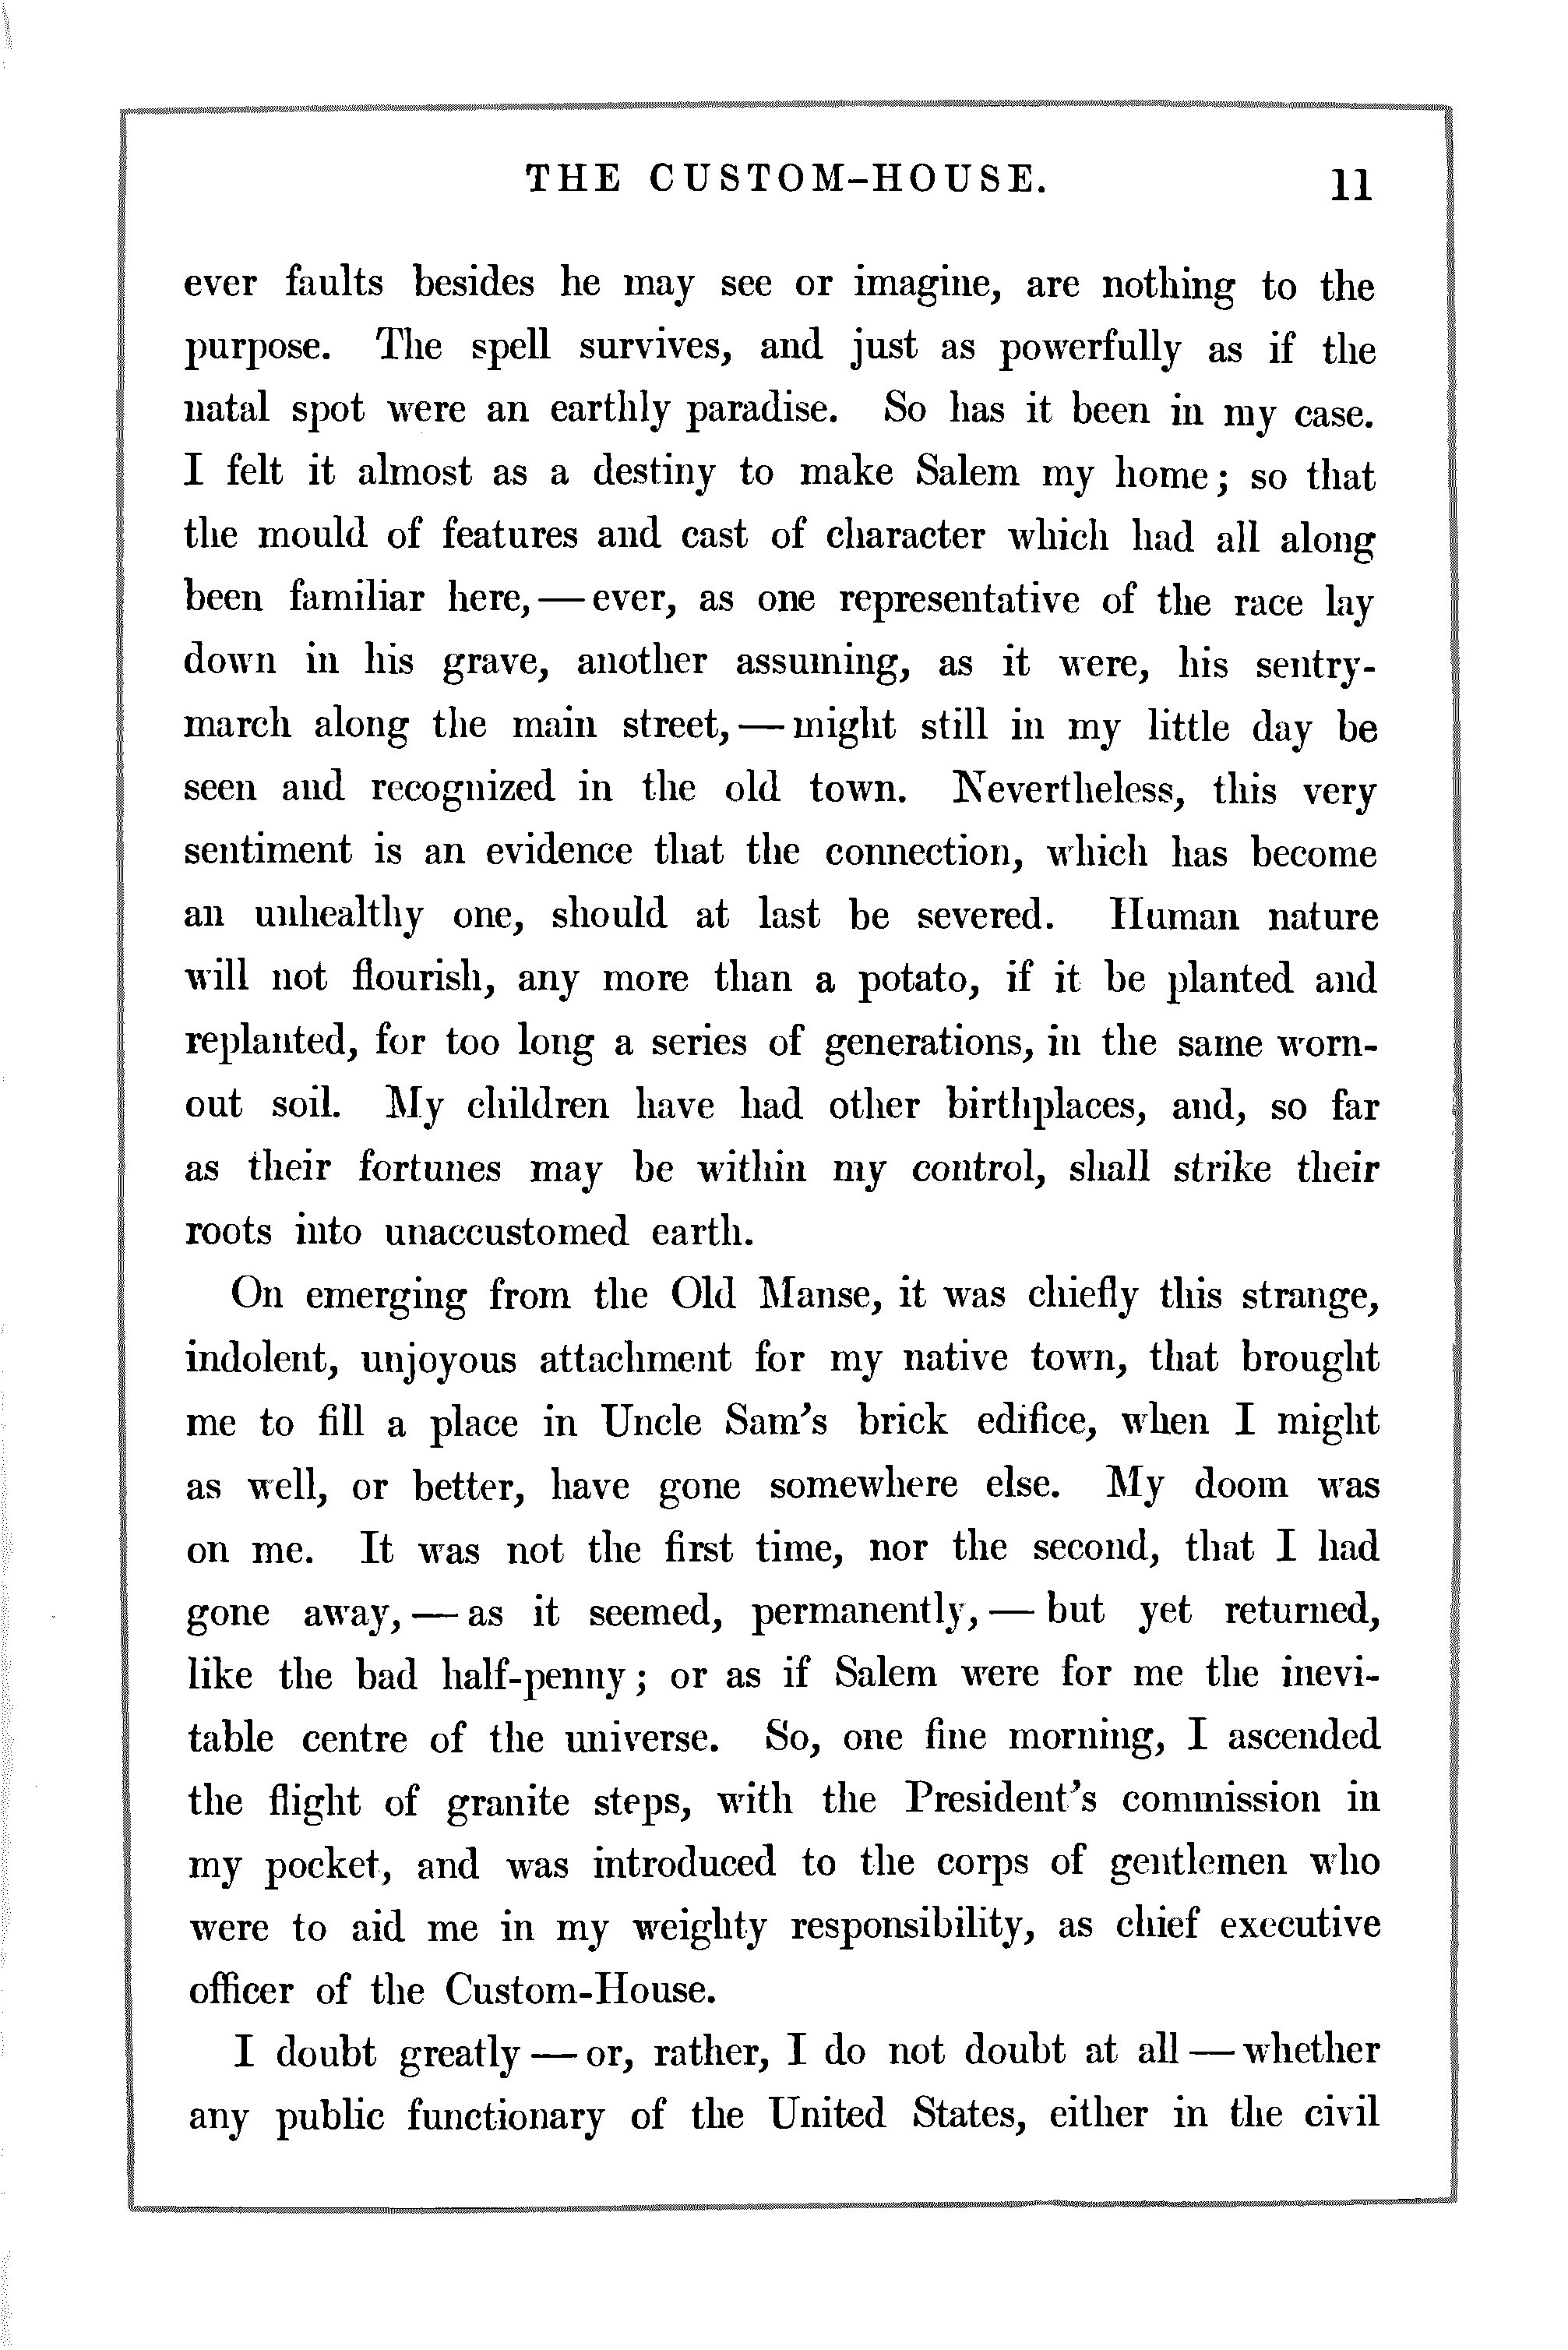 THE CUSTOM-HOUSE. 11
ever faults besides he may see or imagine, are nothing to the
purpose. The spell survives, and just as powerfully as if the
natal spot were an earthly paradise. So has it been in my case.
I felt it almost as a destiny to make Salem my home; so that
the mould of features and cast of character which had all along
been familiar here,—ever, as one representative of the race lay
down in his grave, another assuming, as it were, his sentry-
march along the main street,—might still in my little day be
seen and recognized in the old town. Nevertheless, this very
sentiment is an evidence that the connection, which has become
an unhealthy one, should at last be severed. Human nature
will not flourish, any more than a potato, if it be planted and
replanted, for too long a series of generations, in the same worn-
out soil. My children have had other birthplaces, and, so far
as their fortunes may be within my control, shall strike their
roots into unaccustomed earth.
On emerging from the Old Manse, it was chiefly this strange,
indolent, unjoyous attachment for my native town, that brought
me to fill a place in Uncle Sam's brick edifice, when I might
as well, or better, have gone somewhere else. My doom was
on me. It was not the first time, nor the second, that I had
gone away,—as it seemed, permanently,—but yet returned,
like the bad half-penny; or as if Salem were for me the inevi-
table centre of the universe. So, one fine morning, I ascended
the flight of granite steps, with the President's commission in
my pocket, and was introduced to the corps of gentlemen who
were to aid me in my weighty responsibility, as chief executive
officer of the Custom-House.
I doubt greatly—or, rather, I do not doubt at all—whether
any public functionary of the United States, either in the civil